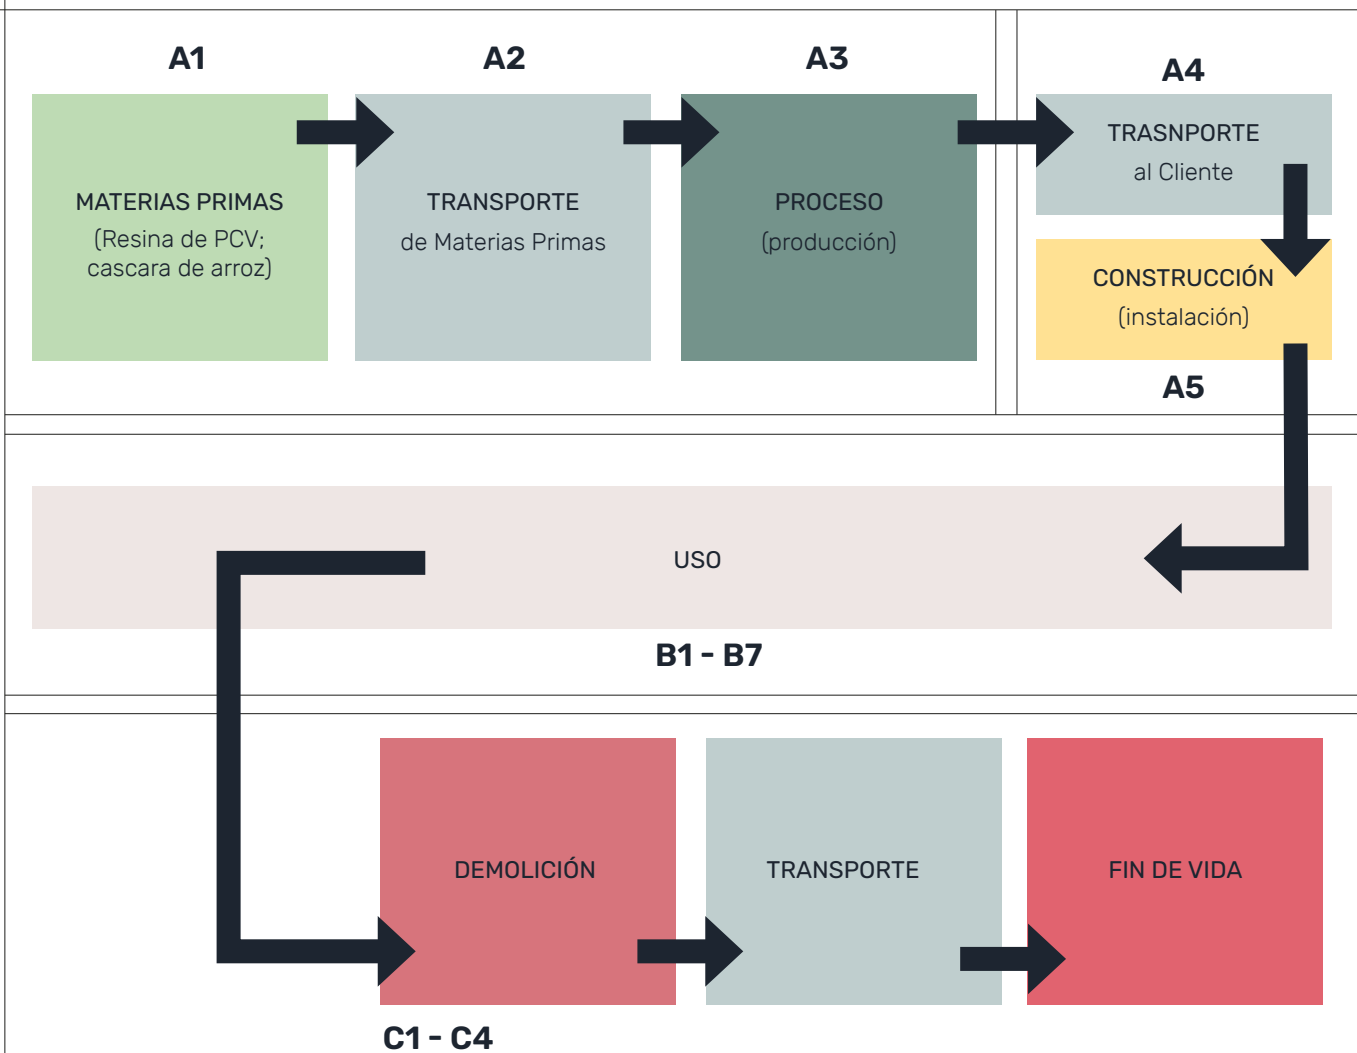 A1
MATERIAS PRIMAS
(Resina de PCV;
cascara de arroz)
A2
TRANSPORTE
de Materias Primas
A3
PROCESO
(producción)
A4
TRASNPORTE
al Cliente
CONSTRUCCIÓN
(instalación)
A5
USO
B1 - B7
DEMOLICIÓN
TRANSPORTE
FIN DE VIDA
C1 - C4